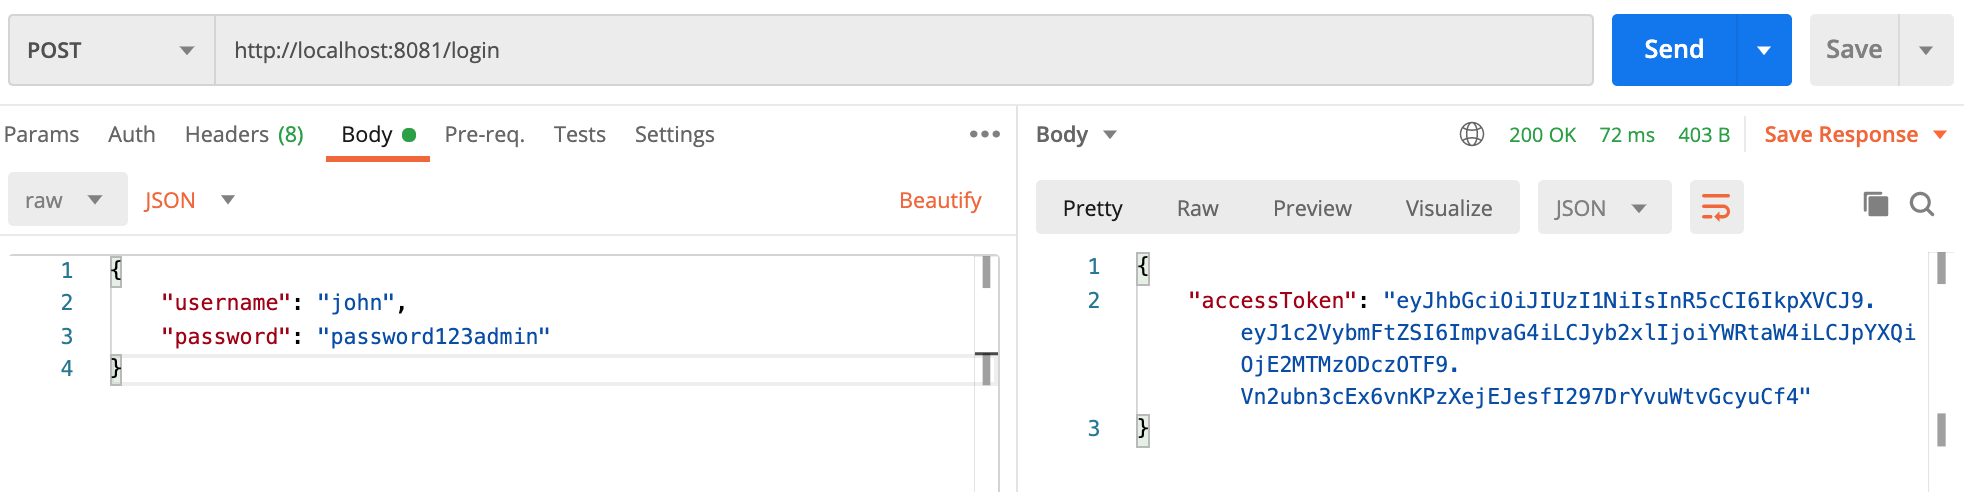 POST
http://localhost:8081/login
Send
Save
Params Auth Headers (8) Body Pre-req. Tests Settings
raw JSON Beautify
1 {
2 "username": "john",
3 "password": "password123admin"
4 }
Body 200 OK 72 ms 403 B Save Response
Pretty Raw Preview Visualize JSON
1 {
2 "accessToken": "eyJhbGciOiJIUzI1NiIsInR5cCI6IkpXVCJ9.
eyJ1c2VybmFtZSI6ImpvaG4iLCJyb2xlIjoiYWRtaW4iLCJpYXQi
OjE2MTMzODczOTF9.
Vn2ubn3cEx6vnKPzXejEJesfI297DrYvuWtvGcyuCf4"
3 }